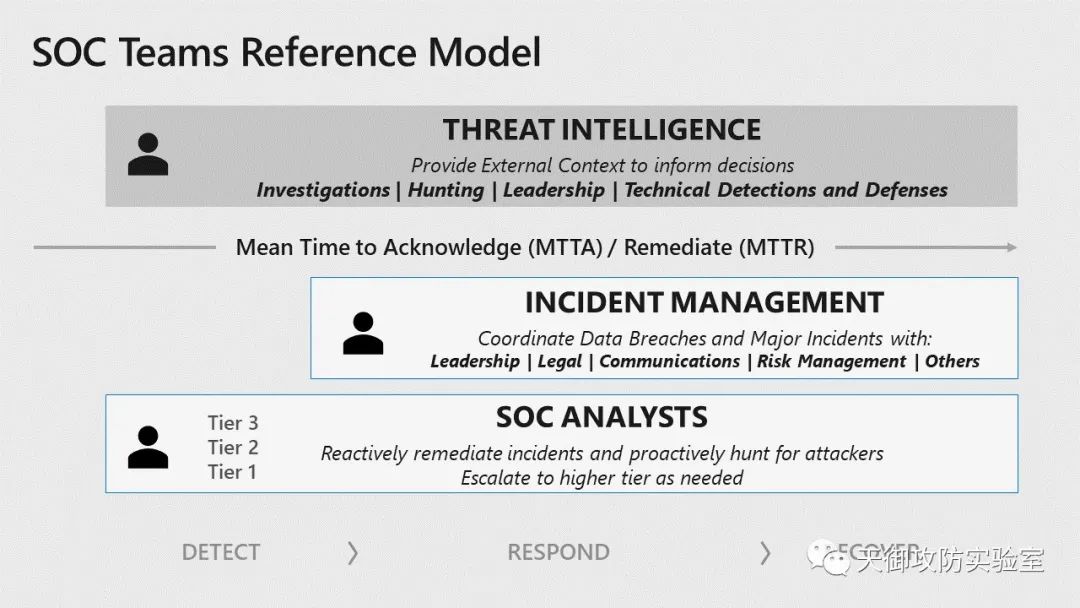 SOC Teams Reference Model
THREAT INTELLIGENCE
Provide External Context to inform decisions
Investigations | Hunting | Leadership | Technical Detections and Defenses
Mean Time to Acknowledge (MTTA) / Remediate (MTTR)
INCIDENT MANAGEMENT
Coordinate Data Breaches and Major Incidents with:
Leadership | Legal | Communications | Risk Management | Others
SOC ANALYSTS
Tier 3
Tier 2
Tier 1
Reactively remediate incidents and proactively hunt for attackers
Escalate to higher tier as needed
DETECT
RESPOND
天御攻防实验室